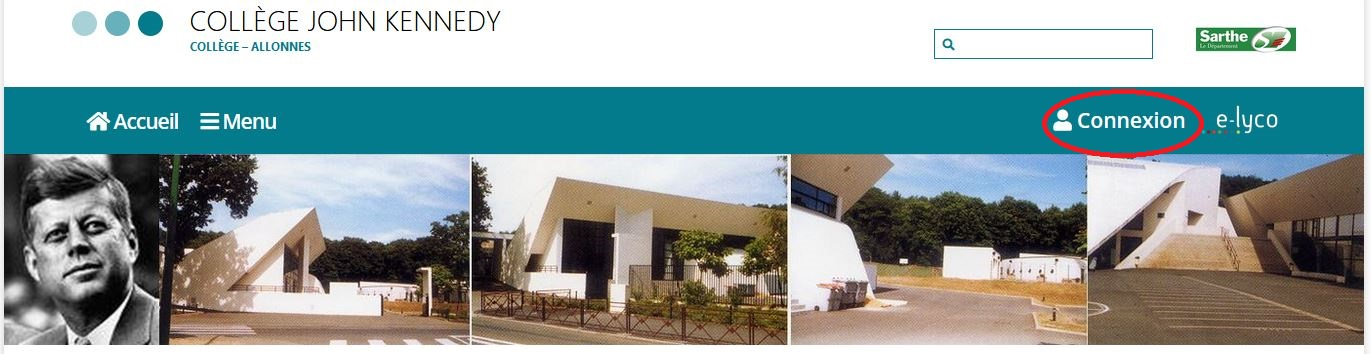 COLLÈGE JOHN KENNEDY
COLLÈGE – ALLONNES
Sarthe
Le Département
Accueil Menu Connexion e-lyco